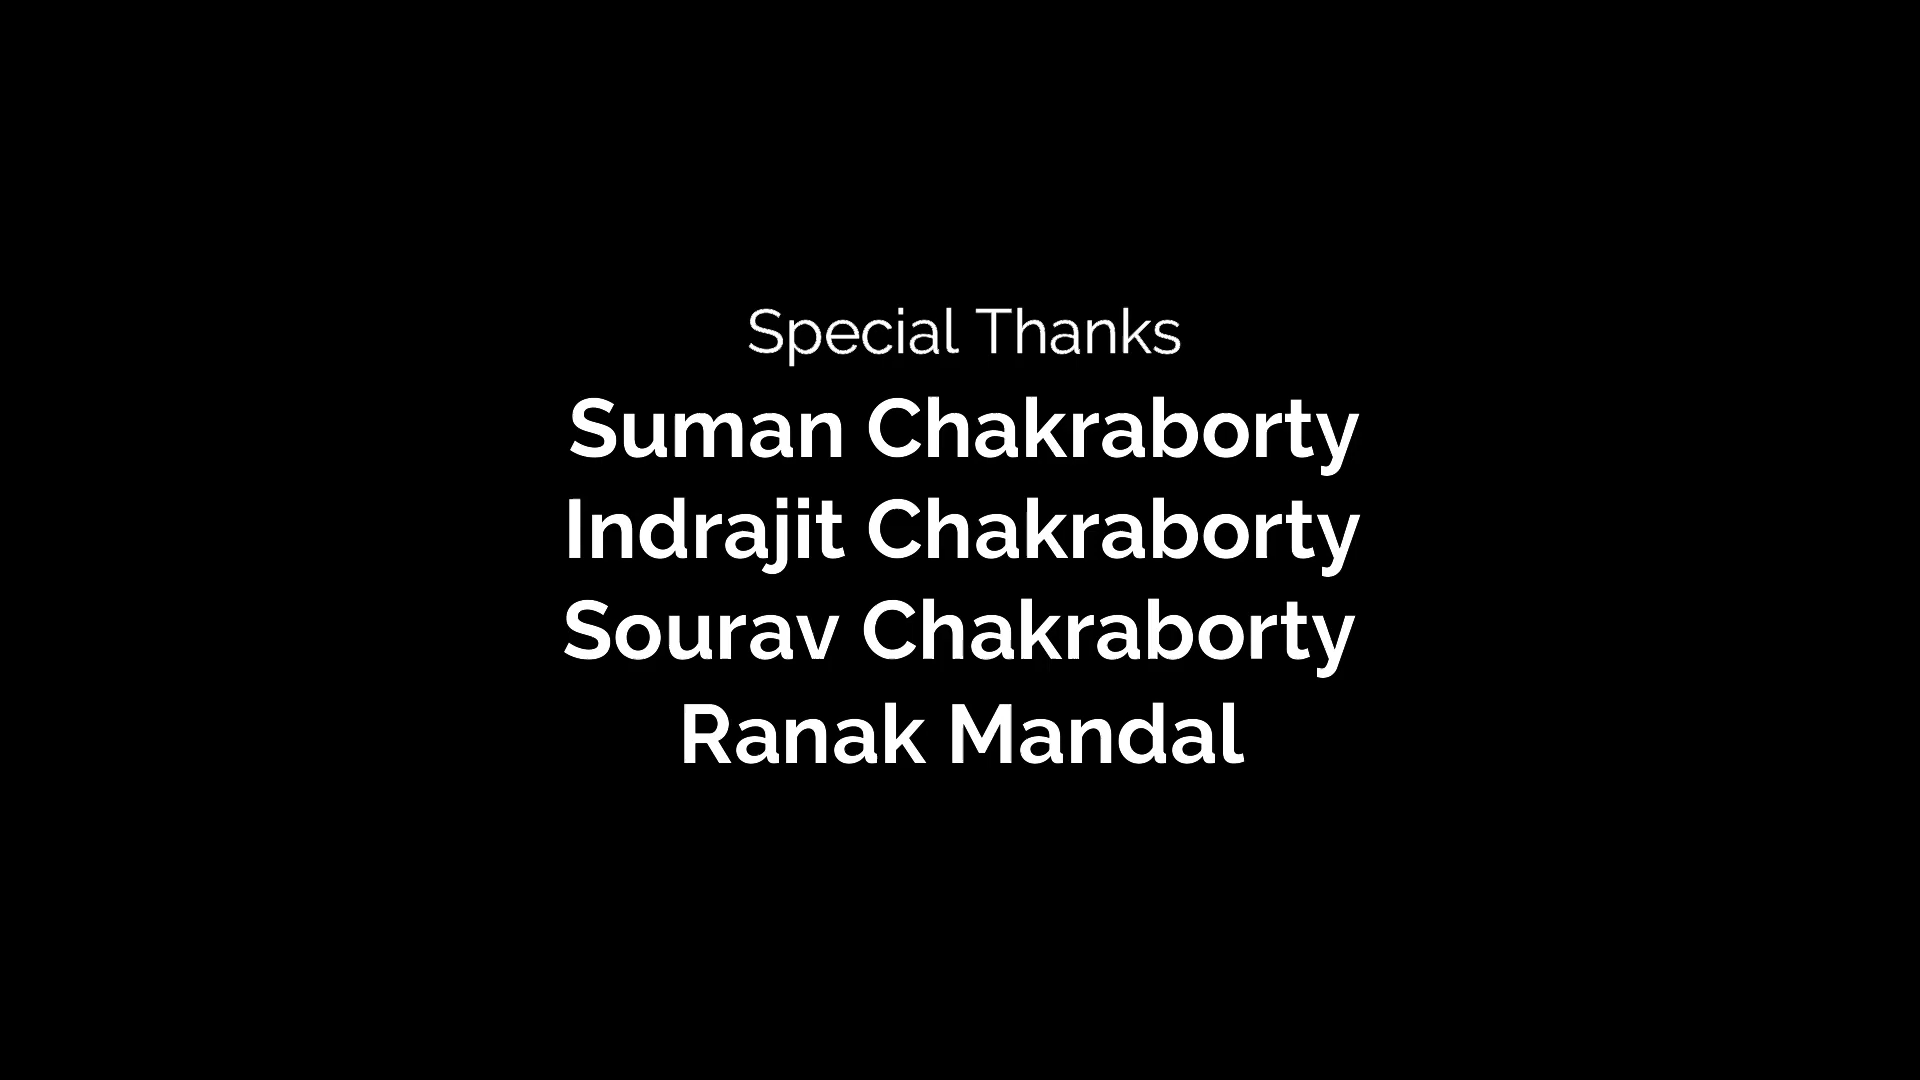 Special Thanks
Suman Chakraborty
Indrajit Chakraborty
Sourav Chakraborty
Ranak Mandal